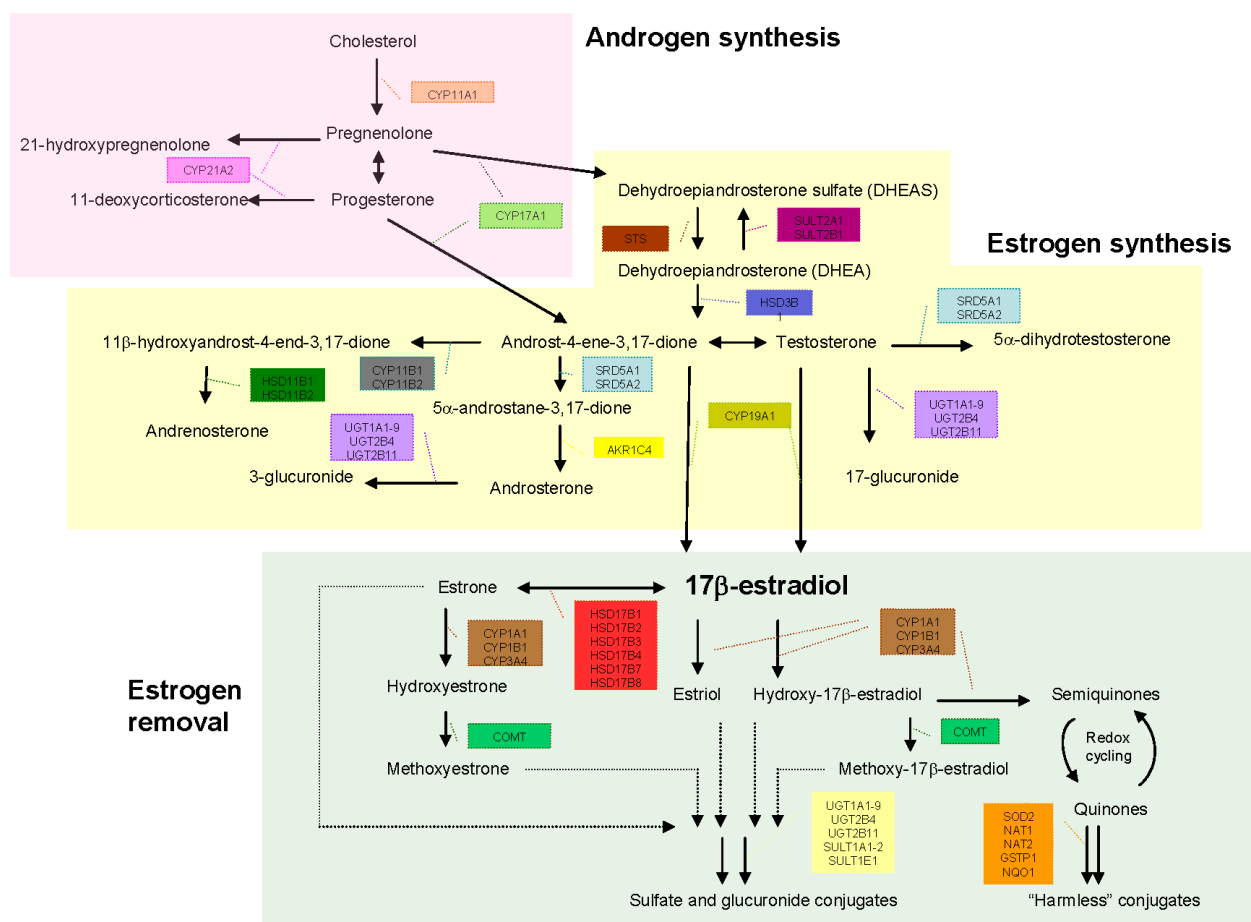 Androgen synthesis
Cholesterol
CYP11A1
Pregnenolone
21-hydroxypregnenolone
CYP21A2
11-deoxycorticosterone
Progesterone
CYP17A1
Dehydroepiandrosterone sulfate (DHEAS)
STS
SULT2A1
SULT2B1
Estrogen synthesis
Dehydroepiandrosterone (DHEA)
HSD3B
1
SRD5A1
SRD5A2
11β-hydroxyandrost-4-end-3,17-dione
Androst-4-ene-3,17-dione
Testosterone
5α-dihydrotestosterone
CYP11B1
CYP11B2
SRD5A1
SRD5A2
HSD11B1
HSD11B2
5α-androstane-3,17-dione
CYP19A1
UGT1A1-9
UGT2B4
UGT2B11
Andrenosterone
UGT1A1-9
UGT2B4
UGT2B11
AKR1C4
3-glucuronide
Androsterone
17-glucuronide
Estrone
17β-estradiol
HSD17B1
HSD17B2
HSD17B3
HSD17B4
HSD17B7
HSD17B8
CYP1A1
CYP1B1
CYP3A4
CYP1A1
CYP1B1
CYP3A4
Estrogen
removal
Hydroxyestrone
Estriol
Hydroxy-17β-estradiol
Semiquinones
COMT
COMT
Redox
cycling
Methoxyestrone
Methoxy-17β-estradiol
Quinones
UGT1A1-9
UGT2B4
UGT2B11
SULT1A1-2
SULT1E1
SOD2
NAT1
NAT2
GSTP1
NQO1
Sulfate and glucuronide conjugates
“Harmless” conjugates